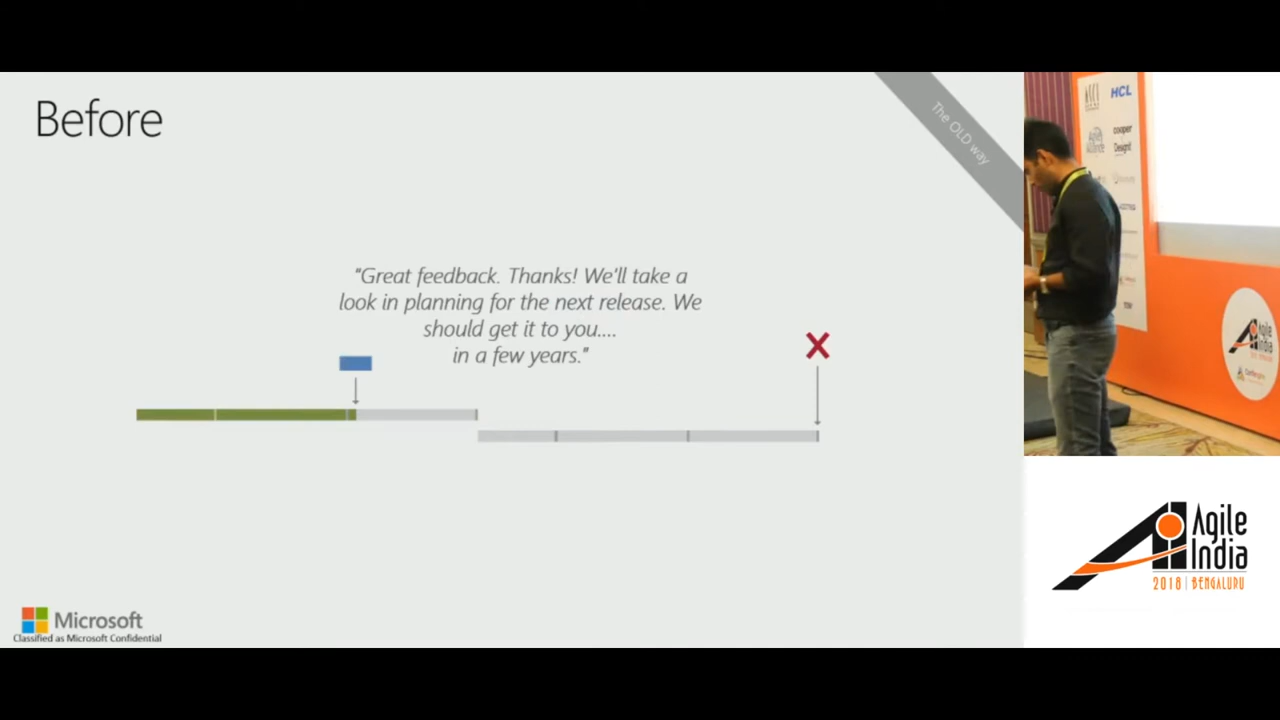 Before
The OLD way
"Great feedback. Thanks! We'll take a
look in planning for the next release. We
should get it to you....
in a few years."
Microsoft
Classified as Microsoft Confidential
HCL
cooper
Agile
India
2018 | BENGALURU